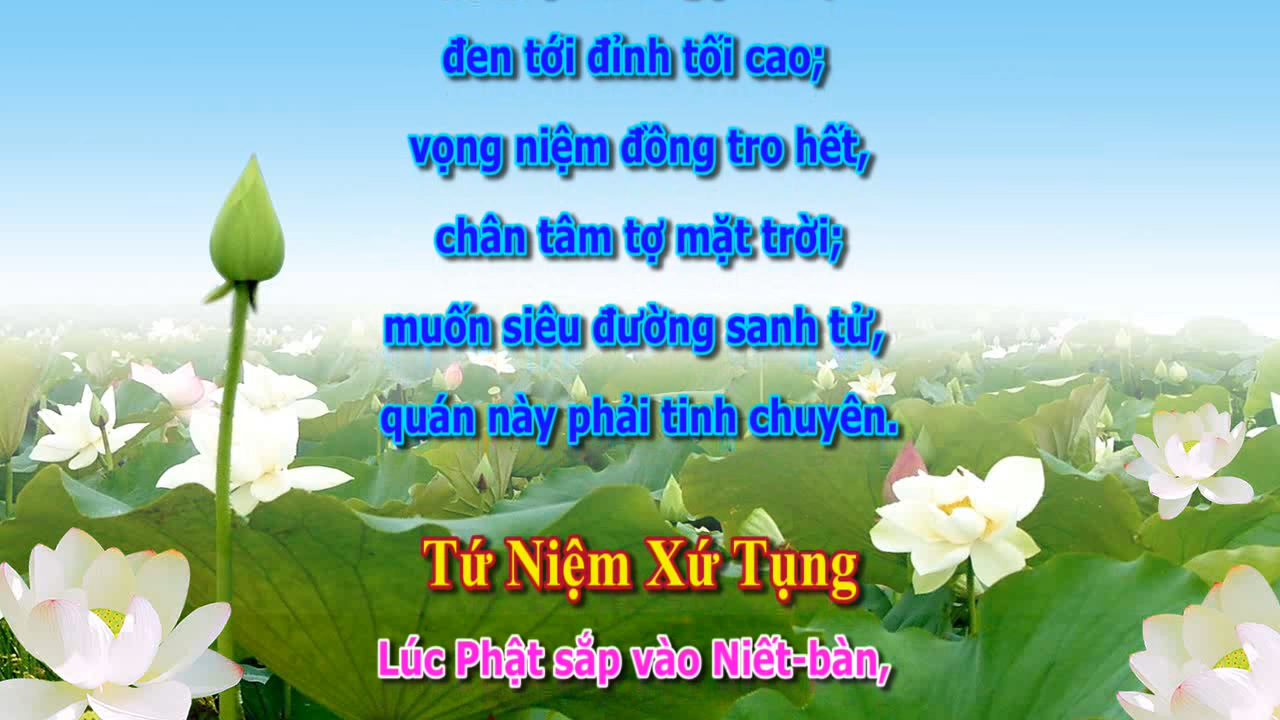 đen tới đỉnh tối cao;
vọng niệm đồng tro hết,
chân tâm tợ mặt trời;
muốn siêu đường sanh tử,
quán này phải tinh chuyên.
Tứ Niệm Xứ Tụng
Lúc Phật sắp vào Niết-bàn,